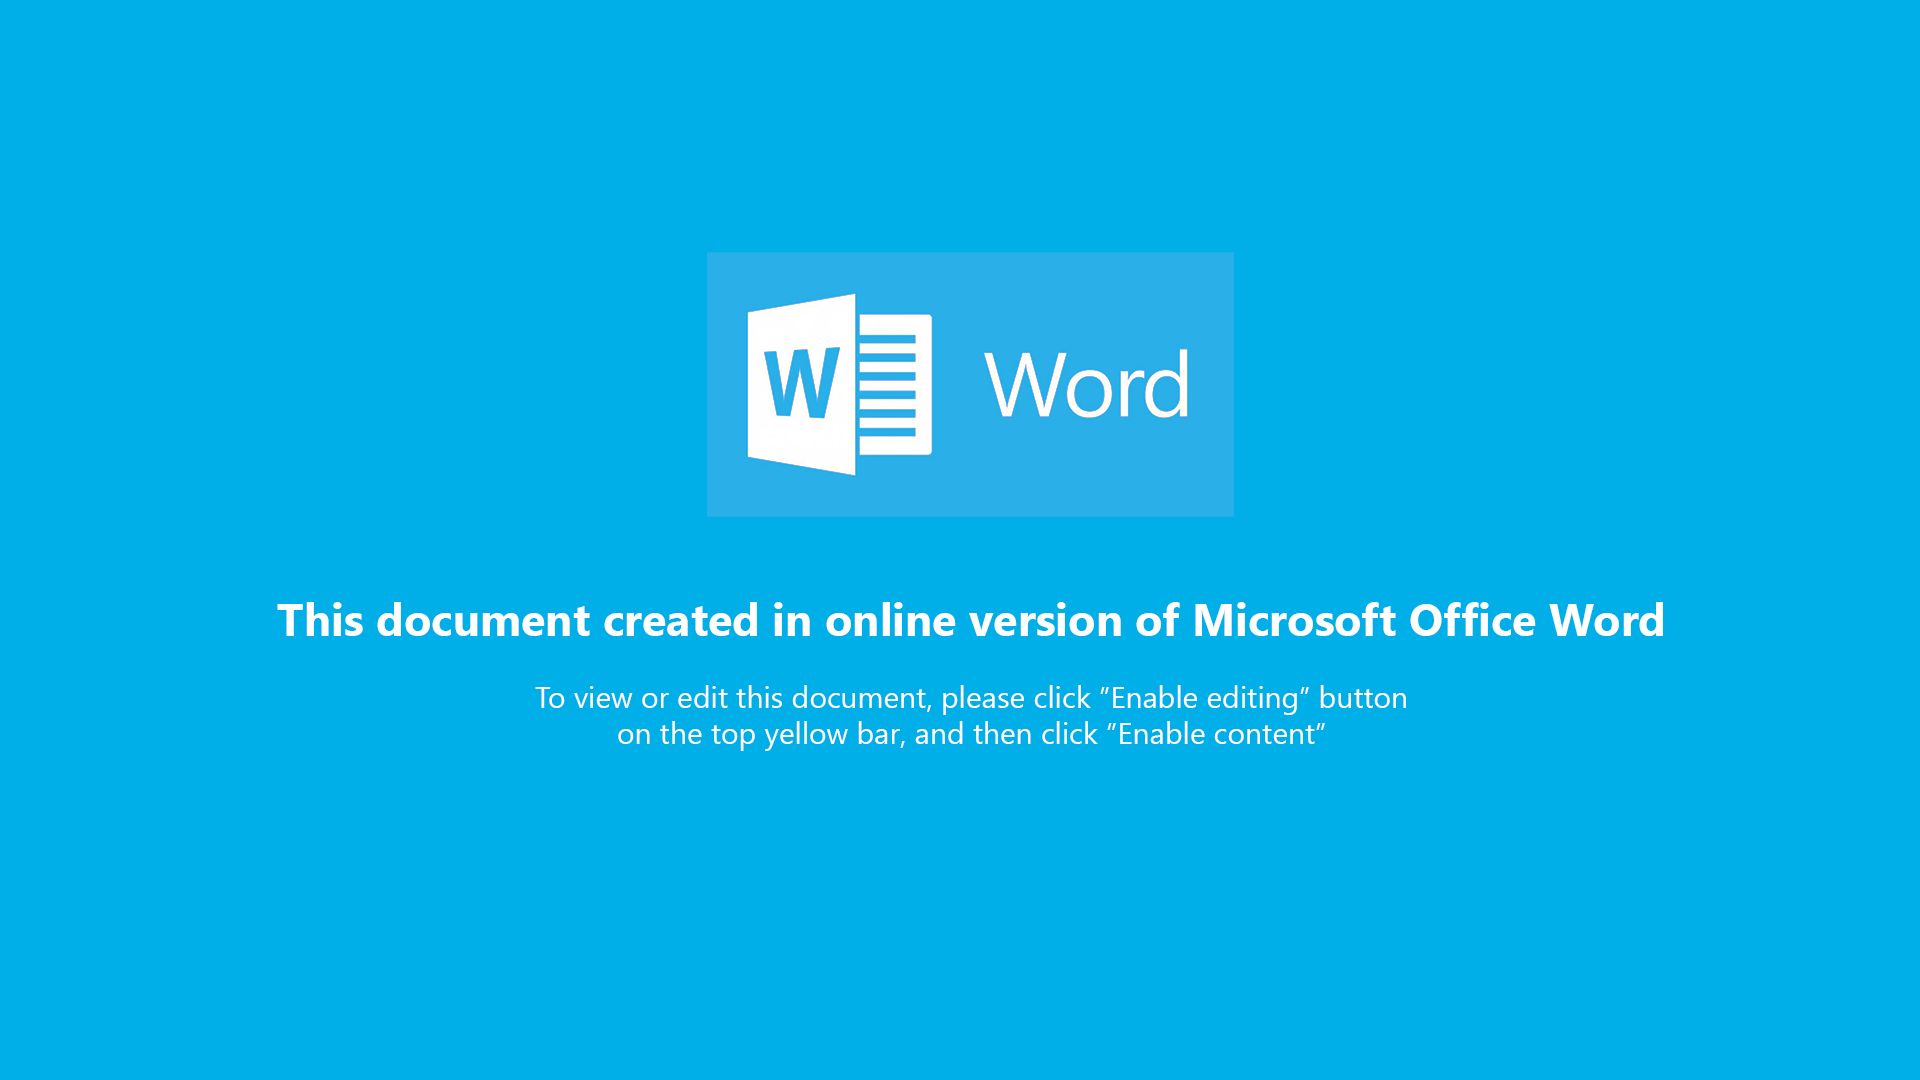 W Word
This document created in online version of Microsoft Office Word
To view or edit this document, please click ”Enable editing” button
on the top yellow bar, and then click ”Enable content”